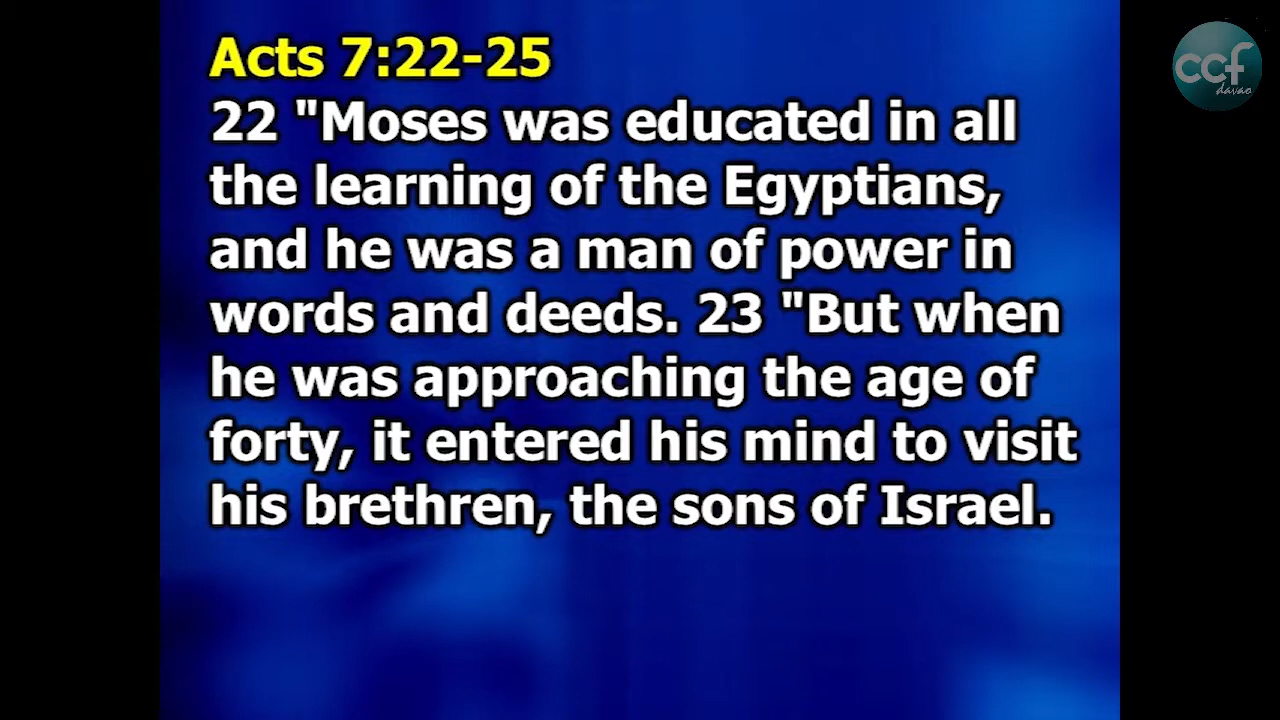 Acts 7:22-25
22 "Moses was educated in all
the learning of the Egyptians,
and he was a man of power in
words and deeds. 23 "But when
he was approaching the age of
forty, it entered his mind to visit
his brethren, the sons of Israel.
ccf
davao